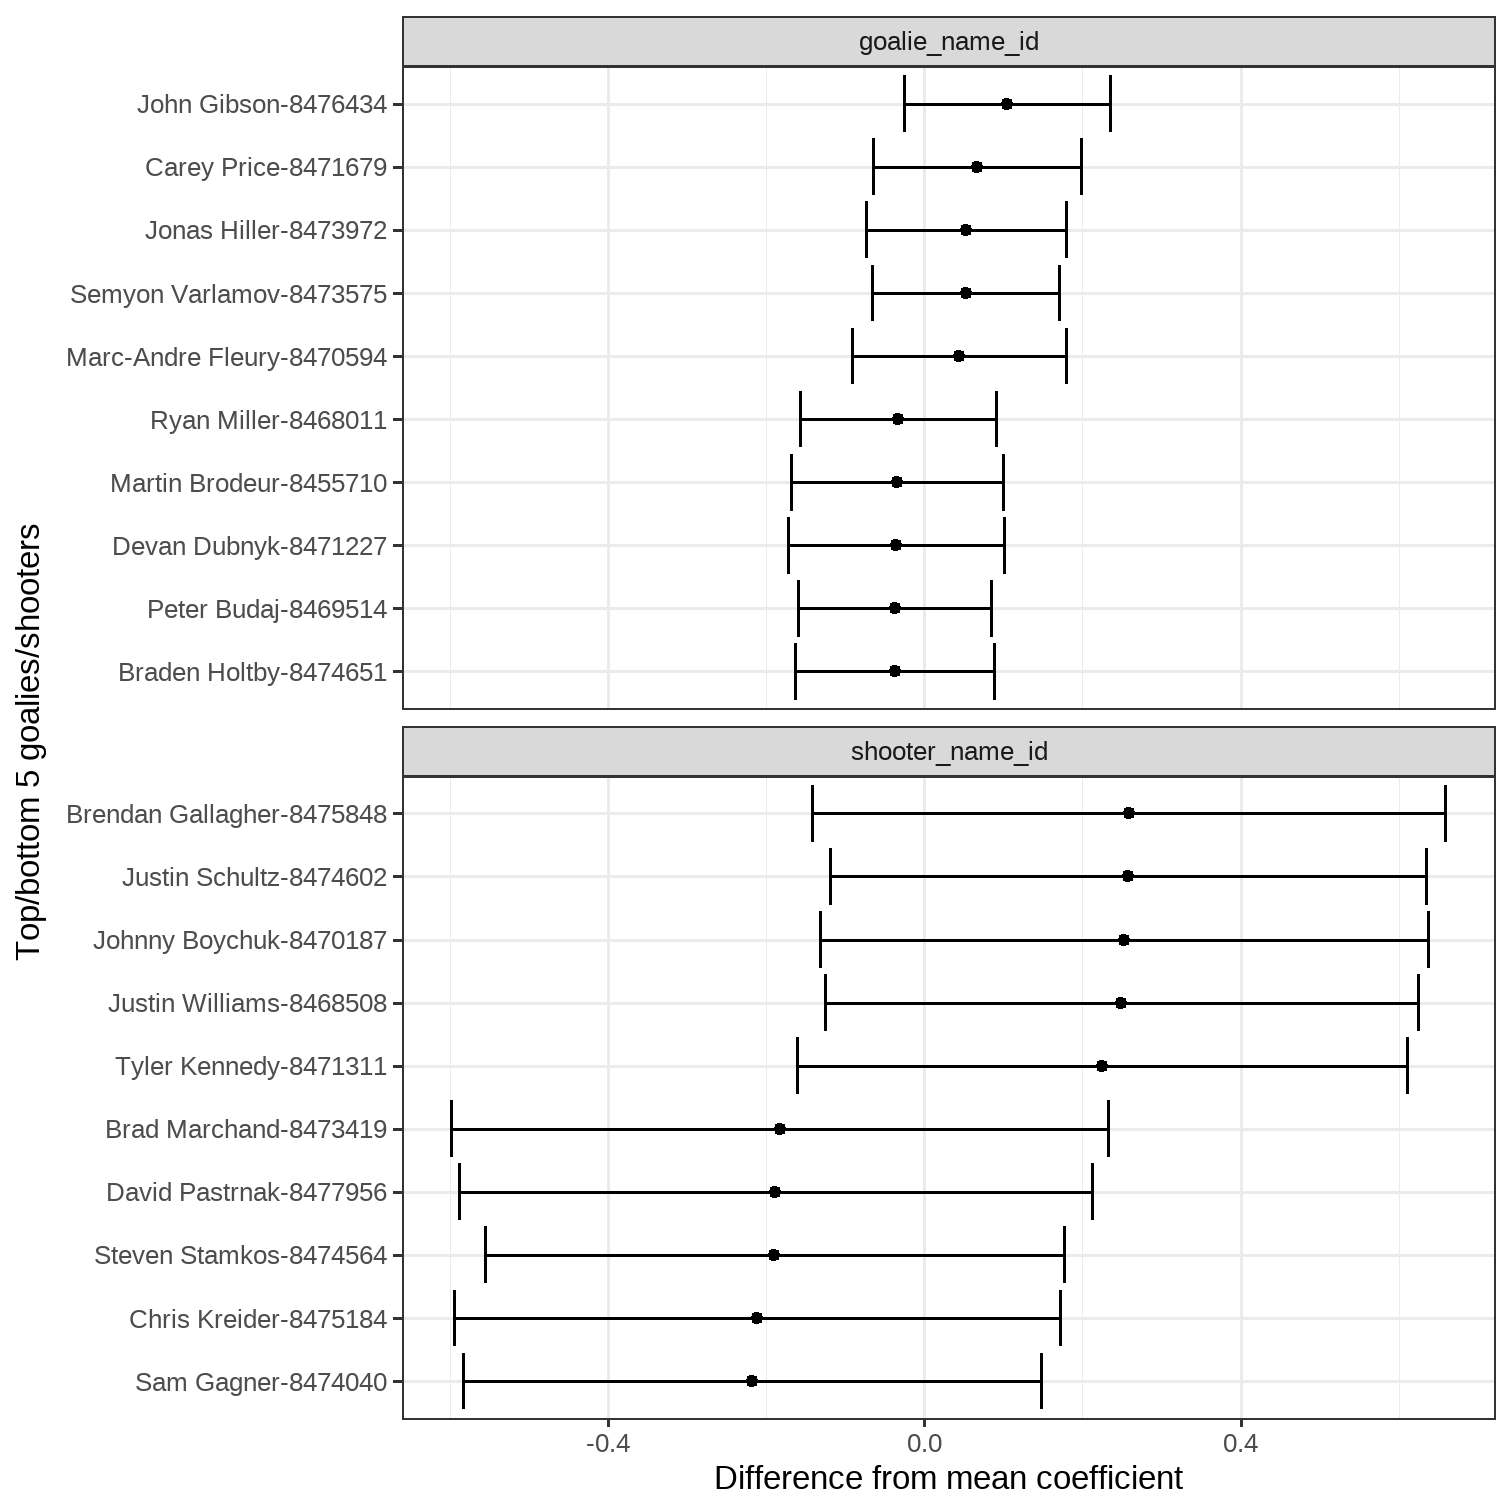 goalie_name_id
John Gibson-8476434
Carey Price-8471679
Jonas Hiller-8473972
Semyon Varlamov-8473575
Marc-Andre Fleury-8470594
Ryan Miller-8468011
Martin Brodeur-8455710
Devan Dubnyk-8471227
Peter Budaj-8469514
Braden Holtby-8474651
Top/bottom 5 goalies/shooters
shooter_name_id
Brendan Gallagher-8475848
Justin Schultz-8474602
Johnny Boychuk-8470187
Justin Williams-8468508
Tyler Kennedy-8471311
Brad Marchand-8473419
David Pastrnak-8477956
Steven Stamkos-8474564
Chris Kreider-8475184
Sam Gagner-8474040
-0.4 0.0 0.4
Difference from mean coefficient